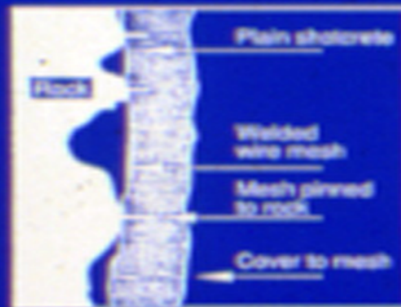 Plain shotcrete
Rock
Welded
wire mesh
Mesh pinned
to rock
Cover to mesh